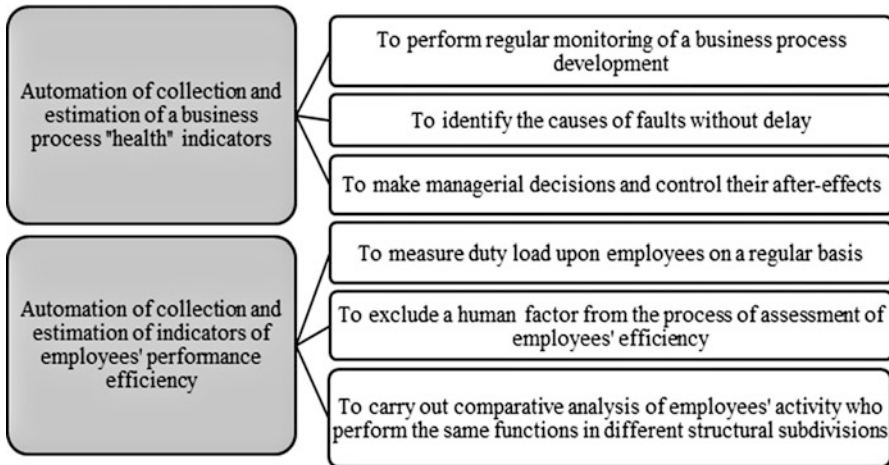 Automation of collection and
estimation of a business
process "health" indicators
To perform regular monitoring of a business process
development
To identify the causes of faults without delay
To make managerial decisions and control their after-effects
Automation of collection and
estimation of indicators of
employees' performance
efficiency
To measure duty load upon employees on a regular basis
To exclude a human factor from the process of assessment of
employees' efficiency
To carry out comparative analysis of employees' activity who
perform the same functions in different structural subdivisions